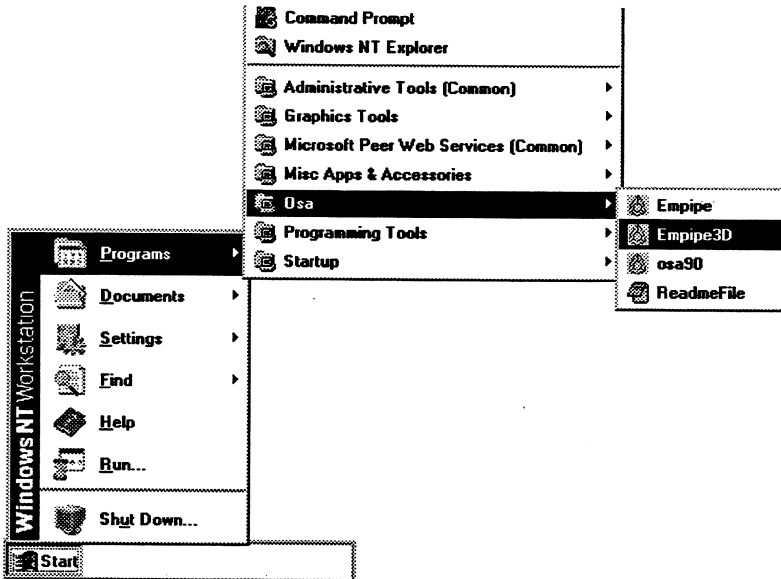 Command Prompt
Windows NT Explorer
Administrative Tools (Common)
Graphics Tools
Microsoft Peer Web Services (Common)
Misc Apps & Accessories
Osa
Programming Tools
Startup
Empipe
Empipe3D
osa90
ReadmeFile
Programs
Documents
Settings
Find
Help
Run...
Shut Down...
Windows NT Workstation
Start